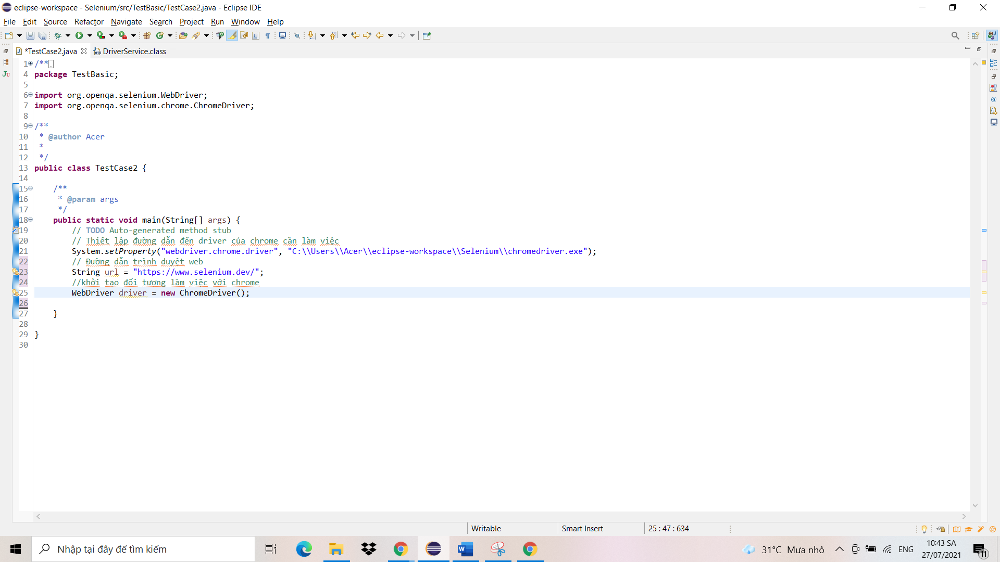 eclipse-workspace - Selenium/src/TestBasic/TestCase2.java - Eclipse IDE
File Edit Source Refactor Navigate Search Project Run Window Help
*TestCase2.java DriverService.class
1 /**
4 package TestBasic;
5
6 import org.openqa.selenium.WebDriver;
7 import org.openqa.selenium.chrome.ChromeDriver;
8
9 /**
10 * @author Acer
11 *
12 */
13 public class TestCase2 {
14
15 /**
16 * @param args
17 */
18 public static void main(String[] args) {
19 // TODO Auto-generated method stub
20 // Thiết lập đường dẫn đến driver của chrome cần làm việc
21 System.setProperty("webdriver.chrome.driver", "C:\\Users\\Acer\\eclipse-workspace\\Selenium\\chromedriver.exe");
22 // Đường dẫn trình duyệt web
23 String url = "https://www.selenium.dev/";
24 //khởi tạo đối tượng làm việc với chrome
25 WebDriver driver = new ChromeDriver();
26
27 }
28
29 }
30
Writable Smart Insert 25 : 47 : 634
Nhập tại đây để tìm kiếm
31°C Mưa nhỏ ENG 10:43 SA
27/07/2021
11